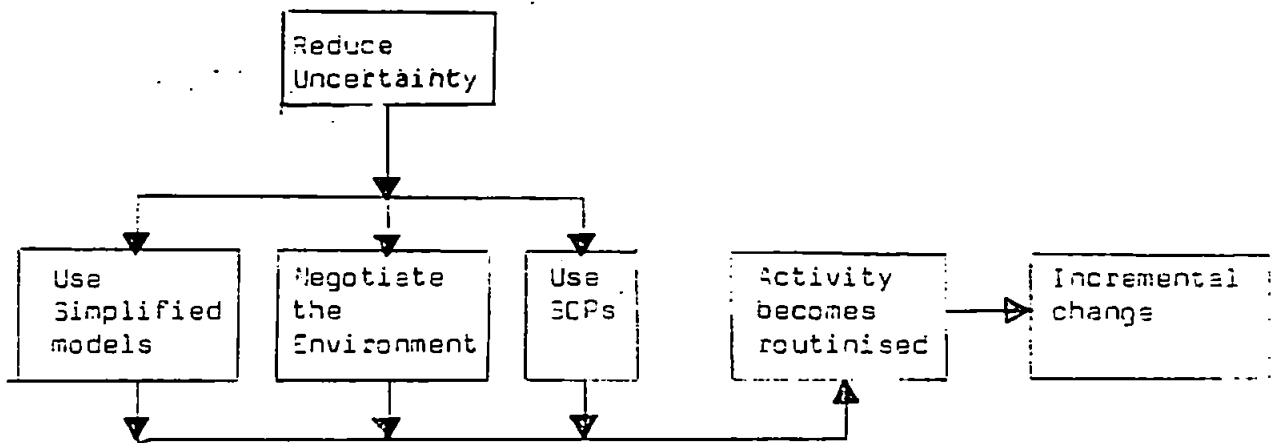 Reduce
Uncertainty
Use
Simplified
models
Negotiate
the
Environment
Use
SOPs
Activity
becomes
routinised
Incremental
change